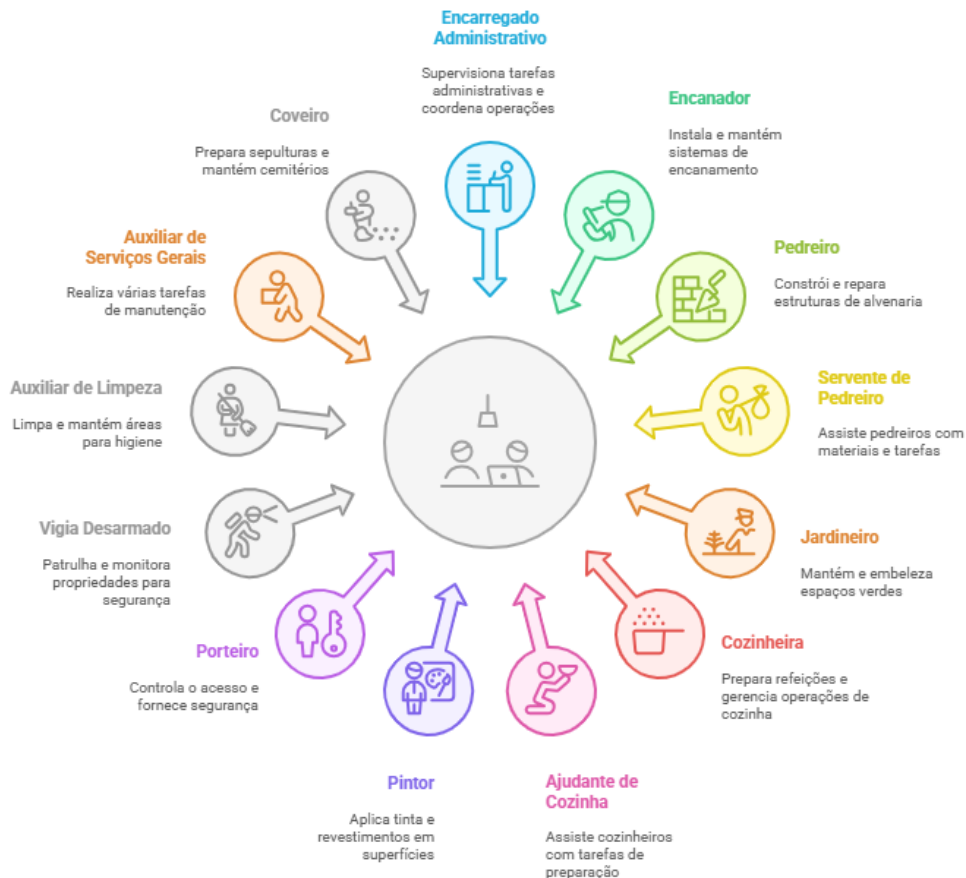 Encarregado
Administrativo
Supervisiona tarefas
administrativas e
coordena operações
Encanador
Instala e mantém
sistemas de
encanamento
Pedreiro
Constrói e repara
estruturas de alvenaria
Servente de
Pedreiro
Assiste pedreiros com
materiais e tarefas
Jardineiro
Mantém e embeleza
espaços verdes
Cozinheira
Prepara refeições e
gerencia operações de
cozinha
Ajudante de
Cozinha
Assiste cozinheiros
com tarefas de
preparação
Pintor
Aplica tinta e
revestimentos em
superfícies
Porteiro
Controla o acesso e
fornece segurança
Vigia Desarmado
Patrulha e monitora
propriedades para
segurança
Auxiliar de Limpeza
Limpa e mantém áreas
para higiene
Auxiliar de
Serviços Gerais
Realiza várias tarefas
de manutenção
Coveiro
Prepara sepulturas e
mantém cemitérios